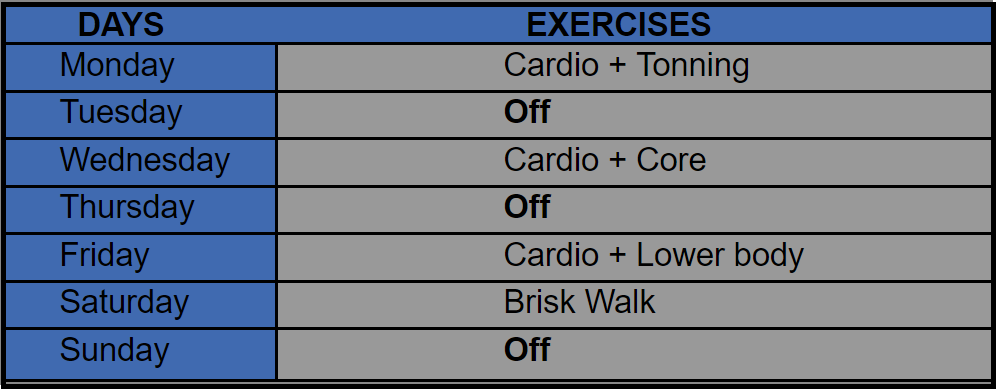 DAYS EXERCISES
Monday Cardio + Tonning
Tuesday Off
Wednesday Cardio + Core
Thursday Off
Friday Cardio + Lower body
Saturday Brisk Walk
Sunday Off